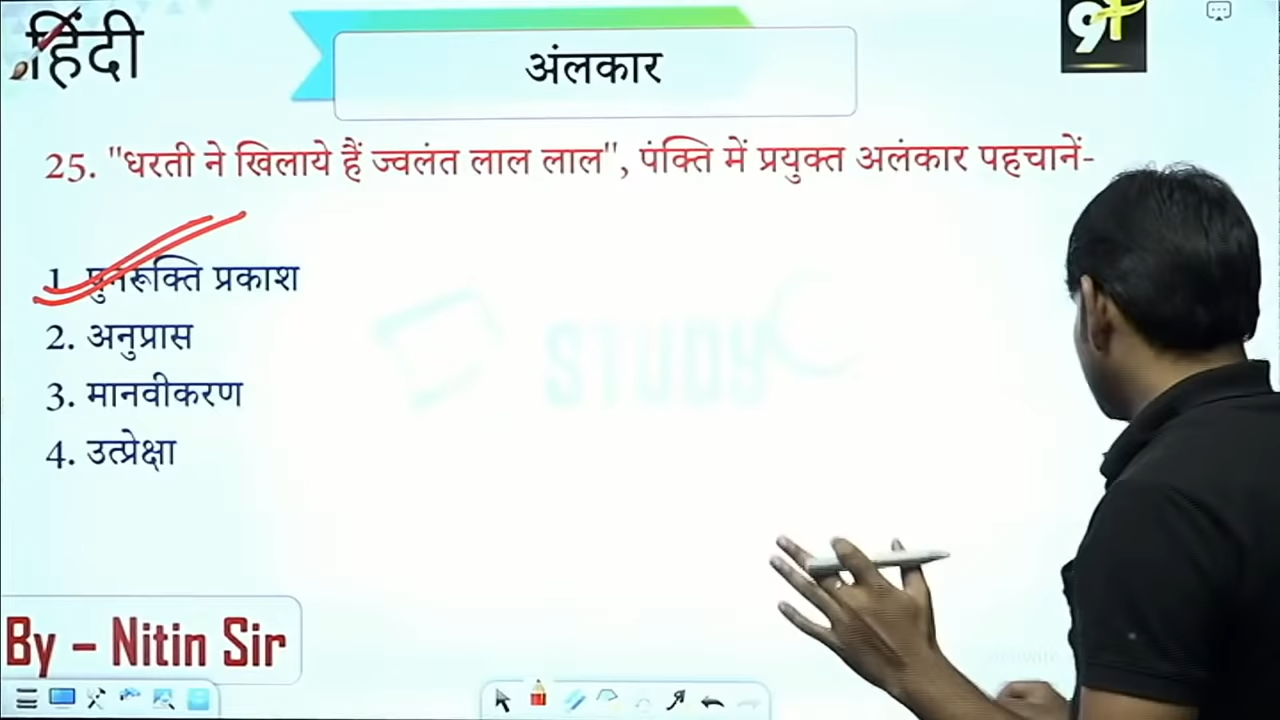 हिंदी
अंलकार
25. "धरती ने खिलाये हैं ज्वलंत लाल लाल", पंक्ति में प्रयुक्त अलंकार पहचानें-
1. पुनरूक्ति प्रकाश
2. अनुप्रास
3. मानवीकरण
4. उत्प्रेक्षा
STUDY
By – Nitin Sir